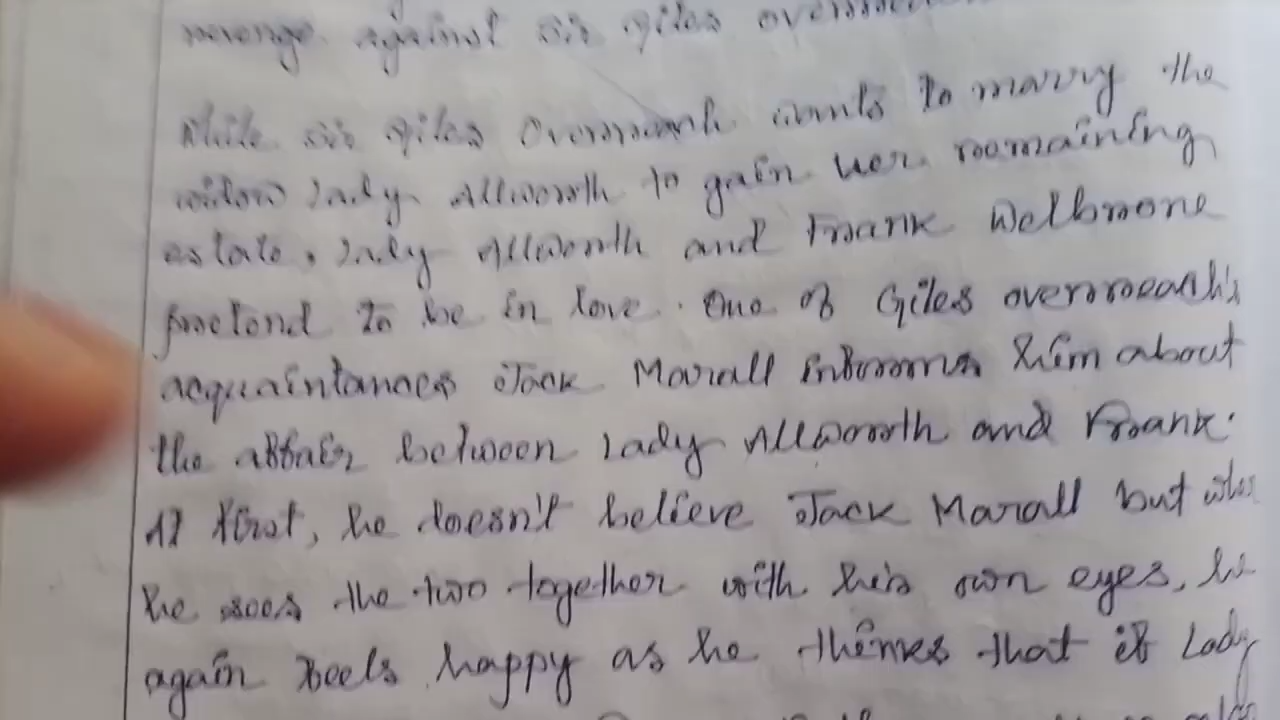 revenge against sir giles overreach
while sir giles overreach wants to marry the
widow lady Allworth to gain her remaining
estate, lady Allworth and Frank Welborne
pretend to be in love. One of Giles overreach's
acquaintances Jack Marall informs him about
the affair between lady Allworth and Frank.
At first, he doesn't believe Jack Marall but when
he sees the two together with his own eyes, he
again feels happy as he thinks that if Lady